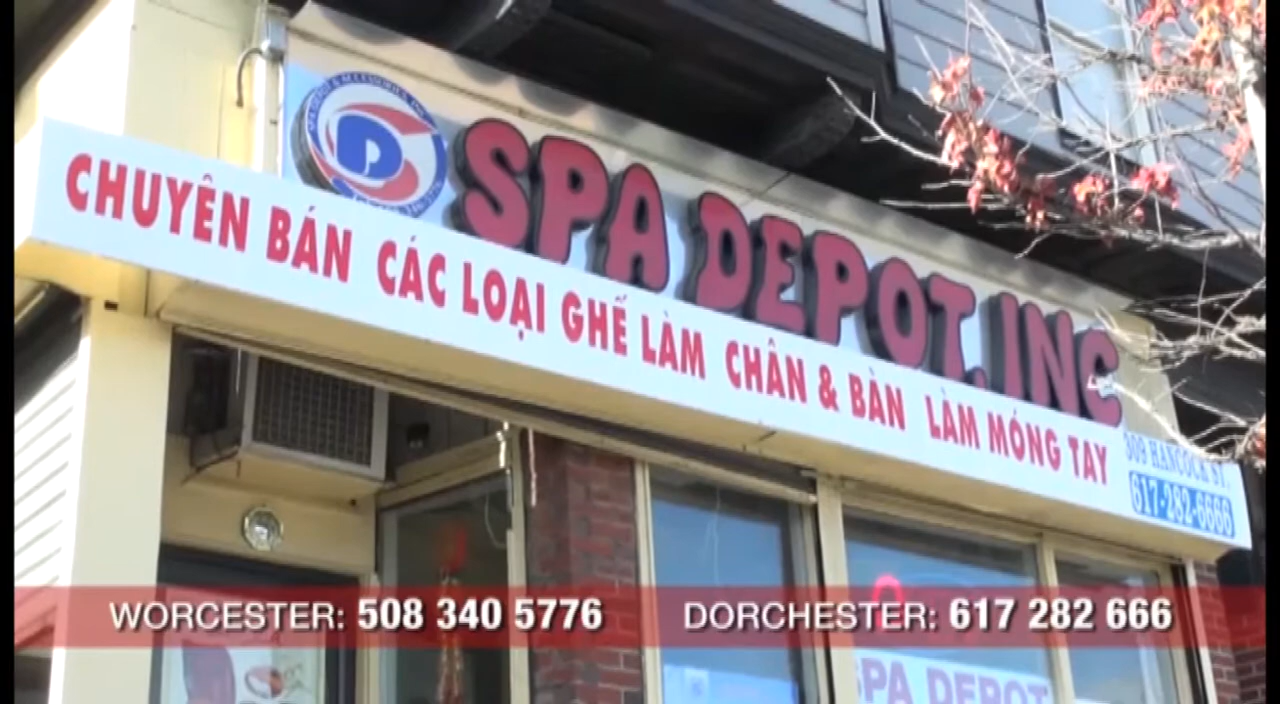 SPA DEPOT, INC
CHUYÊN BÁN CÁC LOẠI GHẾ LÀM CHÂN & BÀN LÀM MÓNG TAY
309 HANCOCK ST.
617-282-6666
WORCESTER: 508 340 5776 DORCHESTER: 617 282 666
SPA DEPOT